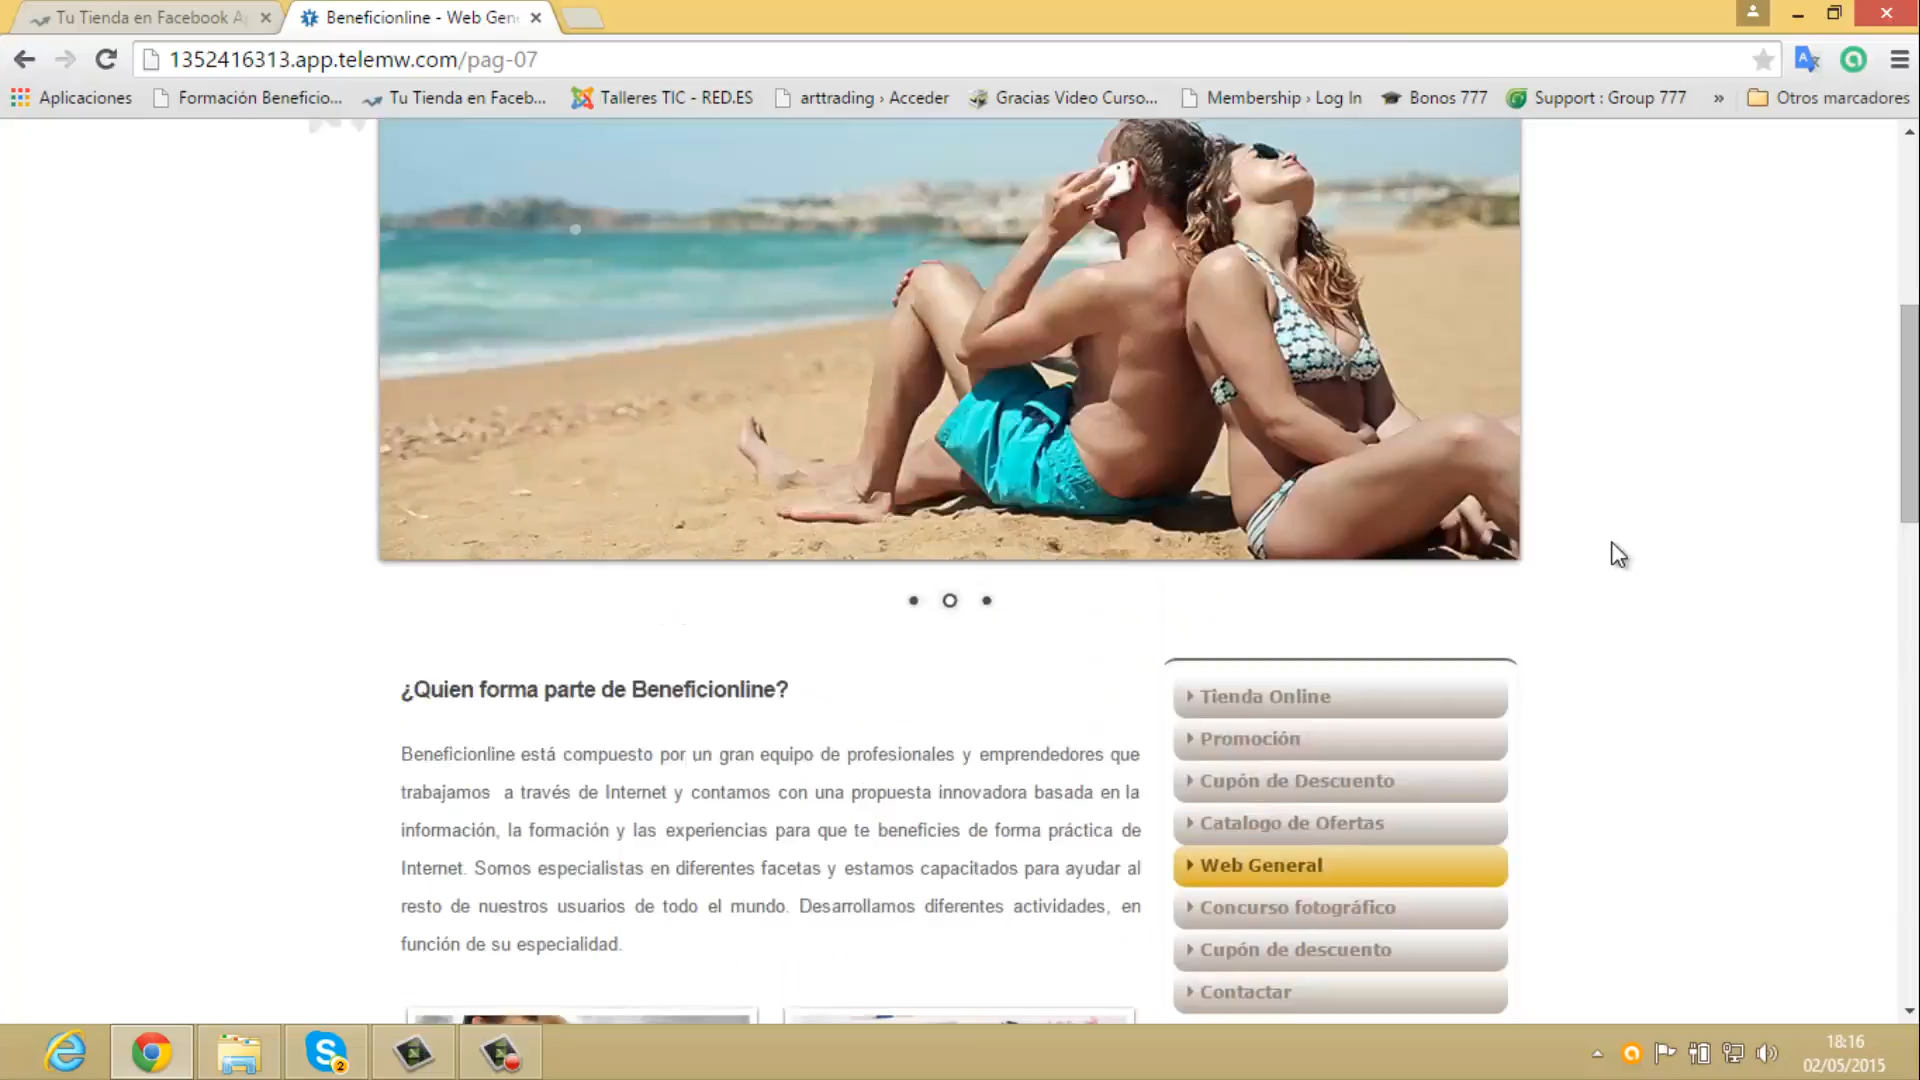 Tu Tienda en Facebook A
Beneficionline - Web Gen
1352416313.app.telemw.com/pag-07
Aplicaciones
Formación Beneficio...
Tu Tienda en Faceb...
Talleres TIC - RED.ES
arttrading › Acceder
Gracias Video Curso...
Membership › Log In
Bonos 777
Support : Group 777
»
Otros marcadores
¿Quien forma parte de Beneficionline?
Beneficionline está compuesto por un gran equipo de profesionales y emprendedores que
trabajamos a través de Internet y contamos con una propuesta innovadora basada en la
información, la formación y las experiencias para que te beneficies de forma práctica de
Internet. Somos especialistas en diferentes facetas y estamos capacitados para ayudar al
resto de nuestros usuarios de todo el mundo. Desarrollamos diferentes actividades, en
función de su especialidad.
Tienda Online
Promoción
Cupón de Descuento
Catalogo de Ofertas
Web General
Concurso fotográfico
Cupón de descuento
Contactar
2
18:16
02/05/2015